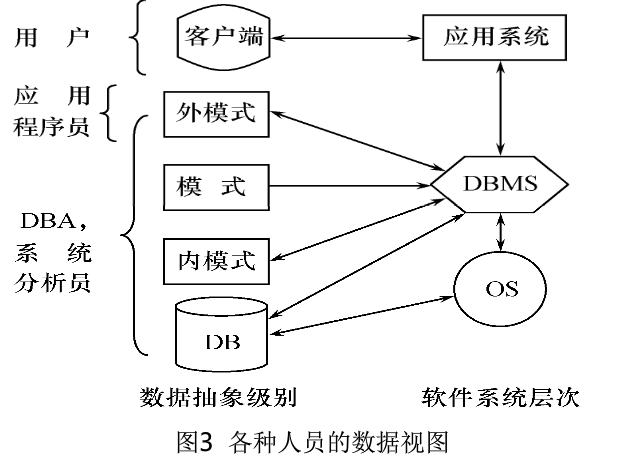 用 户
客户端
应用系统
应 用
程序员
外模式
模 式
DBMS
DBA，
系 统
分析员
内模式
OS
DB
数据抽象级别
软件系统层次
图3 各种人员的数据视图